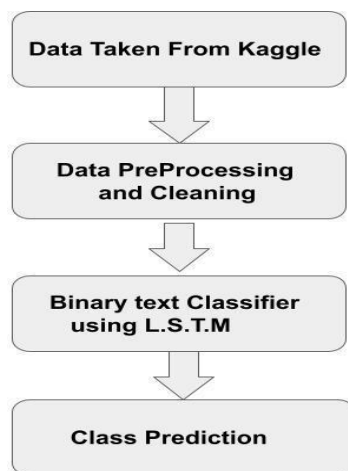 Data Taken From Kaggle
Data PreProcessing
and Cleaning
Binary text Classifier
using L.S.T.M
Class Prediction